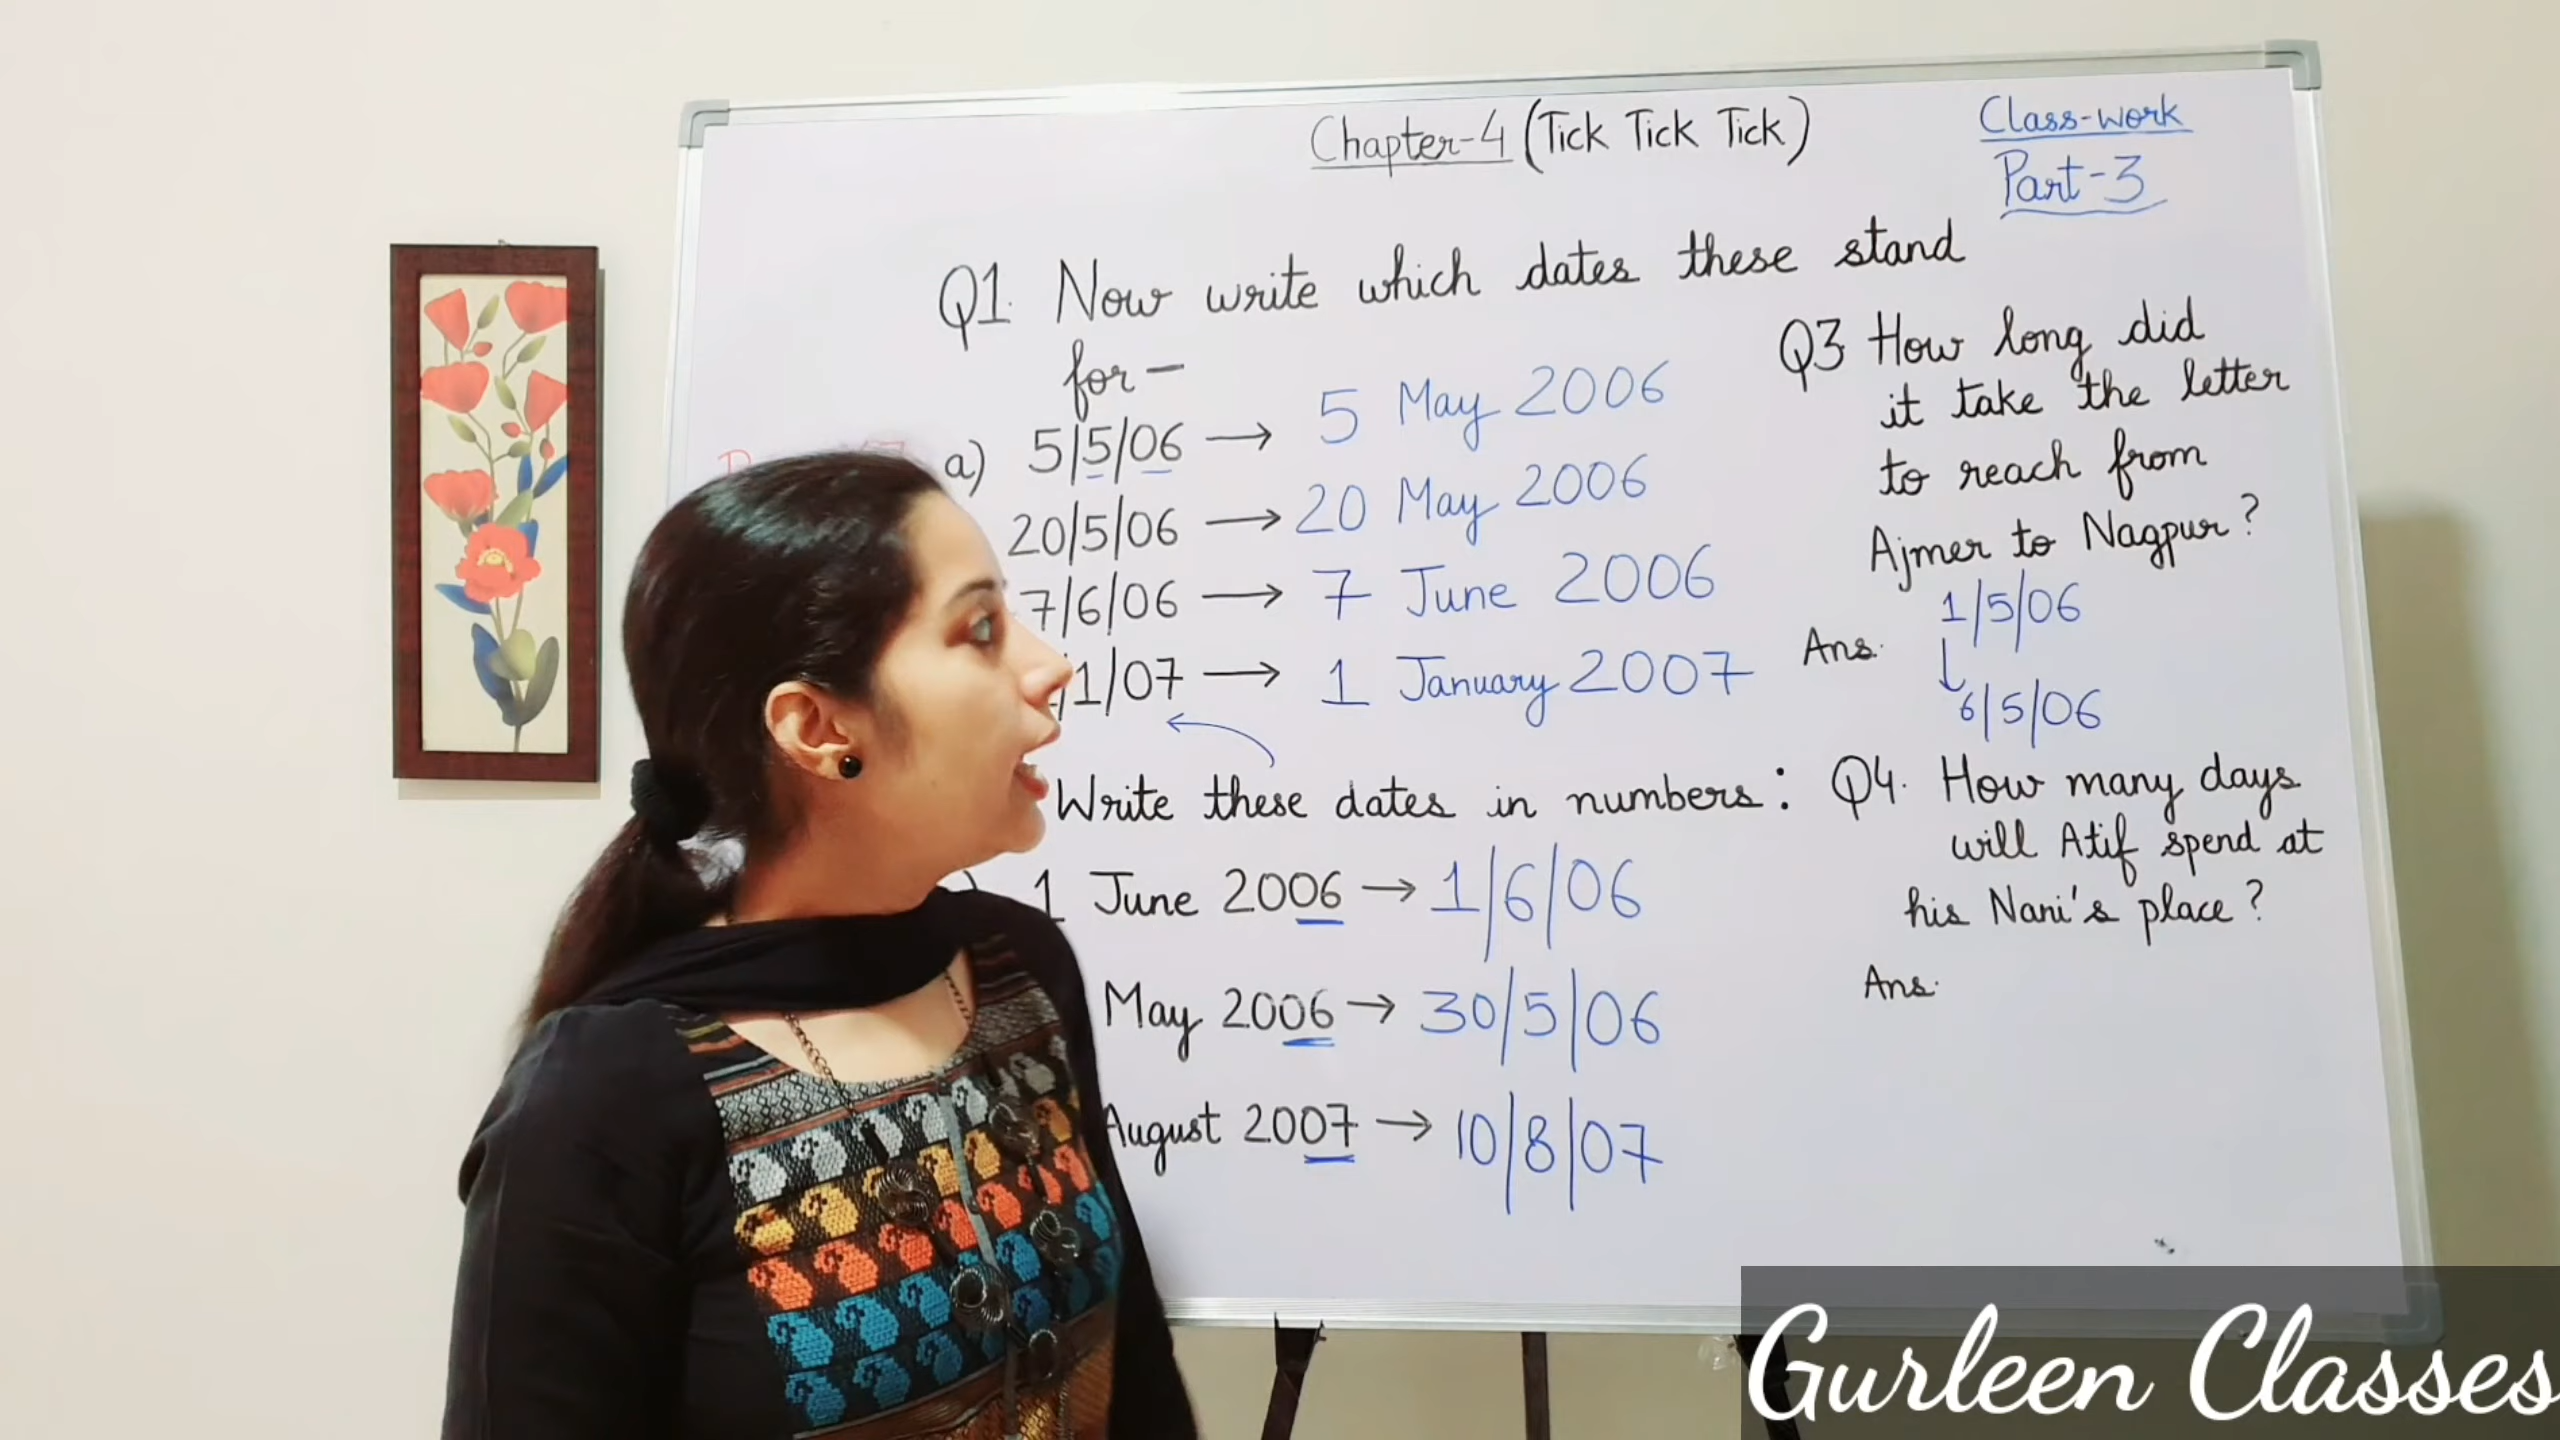 Chapter-4 (Tick Tick Tick)
Class-work
Part-3
Q1. Now write which dates these stand
for-
a) 5/5/06 → 5 May 2006
20/5/06 → 20 May 2006
7/6/06 → 7 June 2006
/1/07 → 1 January 2007
Write these dates in numbers:
1 June 2006 → 1/6/06
May 2006 → 30/5/06
August 2007 → 10/8/07
Q3 How long did
it take the letter
to reach from
Ajmer to Nagpur?
Ans. 1/5/06
↓
6/5/06
Q4. How many days
will Atif spend at
his Nani's place?
Ans.
Gurleen Classes